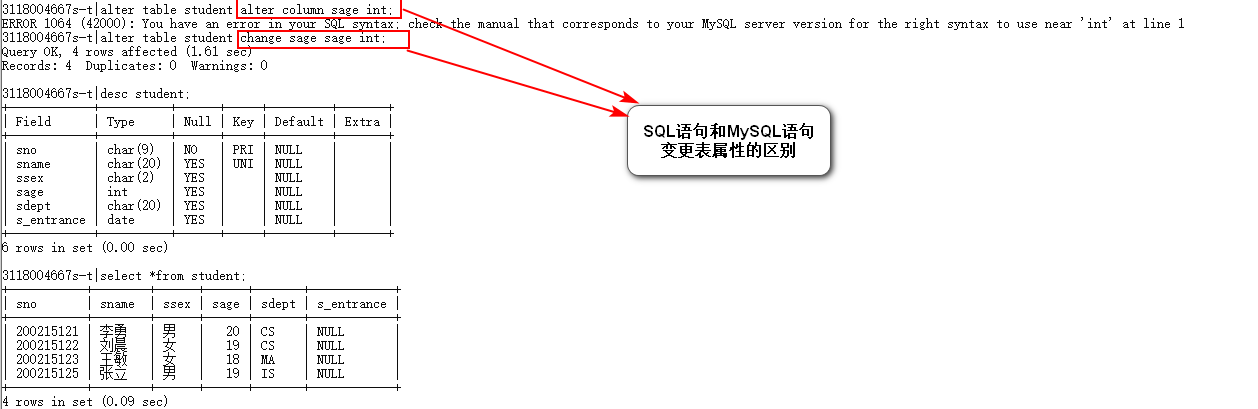 3118004667s-t|alter table student alter column sage int;
ERROR 1064 (42000): You have an error in your SQL syntax; check the manual that corresponds to your MySQL server version for the right syntax to use near 'int' at line 1
3118004667s-t|alter table student change sage sage int;
Query OK, 4 rows affected (1.61 sec)
Records: 4 Duplicates: 0 Warnings: 0
3118004667s-t|desc student;
| Field | Type | Null | Key | Default | Extra |
| sno | char(9) | NO | PRI | NULL | |
| sname | char(20) | YES | UNI | NULL | |
| ssex | char(2) | YES | | NULL | |
| sage | int | YES | | NULL | |
| sdept | char(20) | YES | | NULL | |
| s_entrance | date | YES | | NULL | |
6 rows in set (0.00 sec)
3118004667s-t|select *from student;
| sno | sname | ssex | sage | sdept | s_entrance |
| 200215121 | 李勇 | 男 | 20 | CS | NULL |
| 200215122 | 刘晨 | 女 | 19 | CS | NULL |
| 200215123 | 王敏 | 女 | 18 | MA | NULL |
| 200215125 | 张立 | 男 | 19 | IS | NULL |
4 rows in set (0.09 sec)
SQL语句和MySQL语句
变更表属性的区别